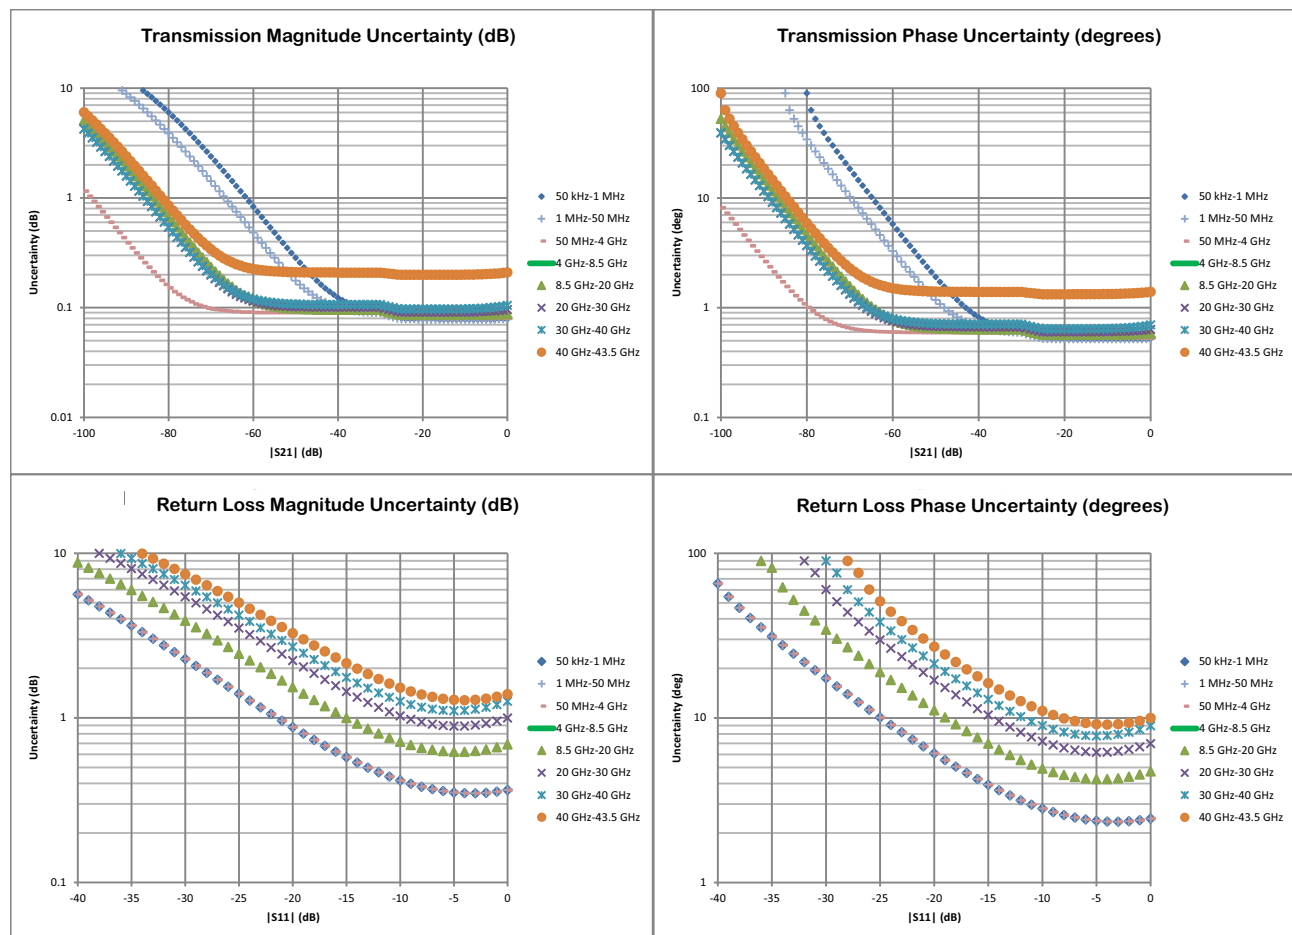 Transmission Magnitude Uncertainty (dB)
10
1
0.1
0.01
Uncertainty (dB)
-100
-80
-60
-40
-20
0
|S21| (dB)
50 kHz-1 MHz
1 MHz-50 MHz
50 MHz-4 GHz
4 GHz-8.5 GHz
8.5 GHz-20 GHz
20 GHz-30 GHz
30 GHz-40 GHz
40 GHz-43.5 GHz
Transmission Phase Uncertainty (degrees)
100
10
1
0.1
Uncertainty (deg)
-100
-80
-60
-40
-20
0
|S21| (dB)
50 kHz-1 MHz
1 MHz-50 MHz
50 MHz-4 GHz
4 GHz-8.5 GHz
8.5 GHz-20 GHz
20 GHz-30 GHz
30 GHz-40 GHz
40 GHz-43.5 GHz
Return Loss Magnitude Uncertainty (dB)
10
1
0.1
Uncertainty (dB)
-40
-35
-30
-25
-20
-15
-10
-5
0
|S11| (dB)
50 kHz-1 MHz
1 MHz-50 MHz
50 MHz-4 GHz
4 GHz-8.5 GHz
8.5 GHz-20 GHz
20 GHz-30 GHz
30 GHz-40 GHz
40 GHz-43.5 GHz
Return Loss Phase Uncertainty (degrees)
100
10
1
Uncertainty (deg)
-40
-35
-30
-25
-20
-15
-10
-5
0
|S11| (dB)
50 kHz-1 MHz
1 MHz-50 MHz
50 MHz-4 GHz
4 GHz-8.5 GHz
8.5 GHz-20 GHz
20 GHz-30 GHz
30 GHz-40 GHz
40 GHz-43.5 GHz